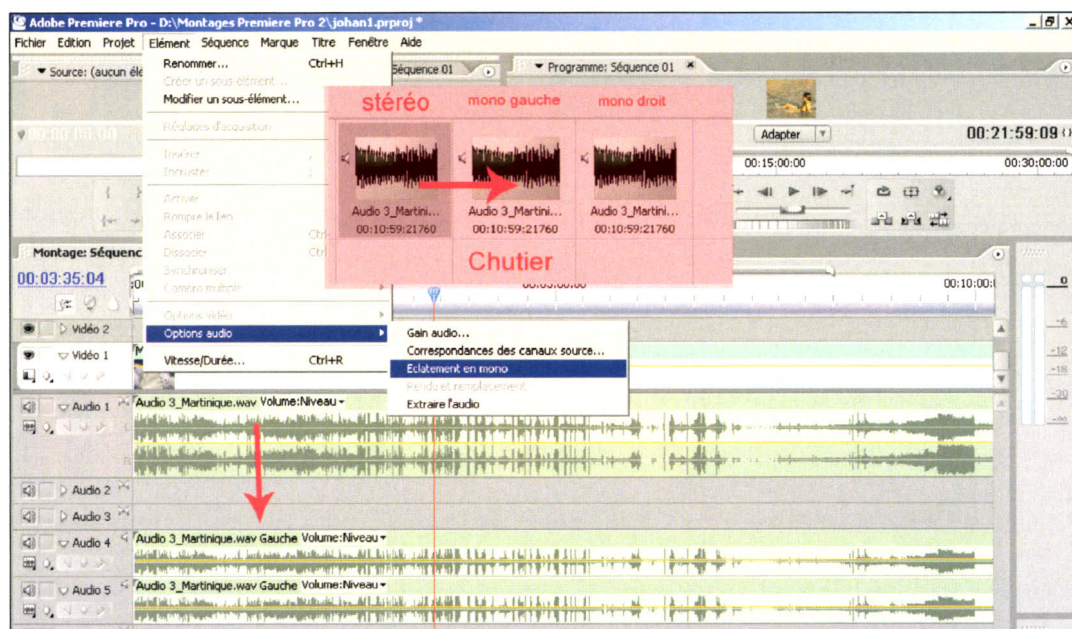 Adobe Premiere Pro - D:\Montages Premiere Pro 2\johan1.prproj *
Fichier Edition Projet Elément Séquence Marque Titre Fenêtre Aide
Source: (aucun élé
Séquence 01
Programme: Séquence 01
Renommer... Ctrl+H
Créer un sous-élément...
Modifier un sous-élément...
Réglages d'acquisition
Insérer
Incruster
Activer
Rompre le lien
Associer
Dissocier
Synchroniser
Caméra multiple
Options vidéo
Options audio
Vitesse/Durée... Ctrl+R
stéréo mono gauche mono droit
Audio 3_Martini... Audio 3_Martini... Audio 3_Martini...
00:10:59:21760 00:10:59:21760 00:10:59:21760
Chutier
Adapter
00:21:59:09
00:15:00:00 00:30:00:00
Gain audio...
Correspondances des canaux source...
Eclatement en mono
Rendu et remplacement
Extraire l'audio
Montage: Séquenc
00:03:35:04
00:05:00:00 00:10:00:
Vidéo 2
Vidéo 1
Audio 1 Audio 3_Martinique.wav Volume:Niveau
Audio 2
Audio 3
Audio 4 Audio 3_Martinique.wav Gauche Volume:Niveau
Audio 5 Audio 3_Martinique.wav Gauche Volume:Niveau
0
-6
-12
-18
-30